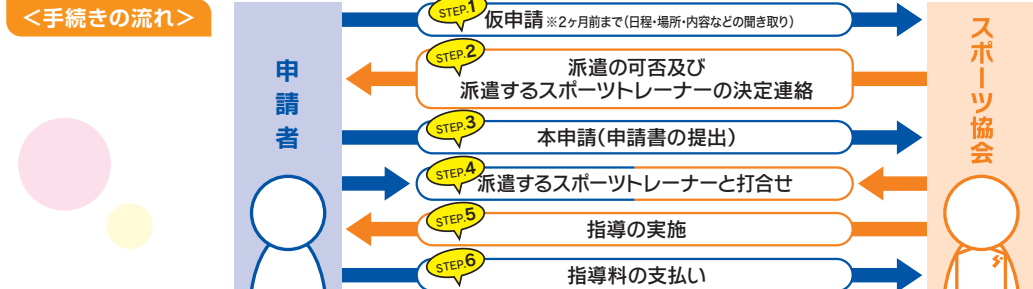 <手続きの流れ>
申請者
スポーツ協会
STEP.1
仮申請 ※2ヶ月前まで(日程・場所・内容などの聞き取り)
STEP.2
派遣の可否及び
派遣するスポーツトレーナーの決定連絡
STEP.3
本申請(申請書の提出)
STEP.4
派遣するスポーツトレーナーと打合せ
STEP.5
指導の実施
STEP.6
指導料の支払い